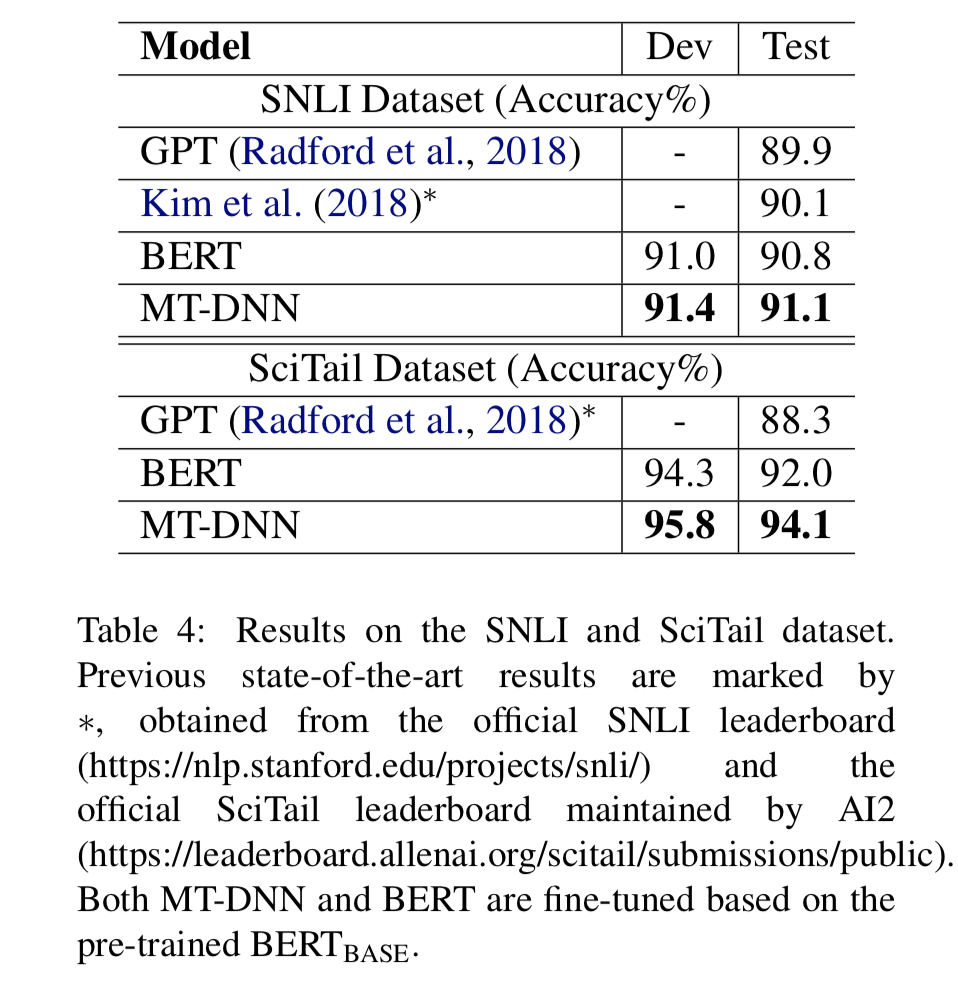 Model Dev Test
SNLI Dataset (Accuracy%)
GPT (Radford et al., 2018) - 89.9
Kim et al. (2018)* - 90.1
BERT 91.0 90.8
MT-DNN 91.4 91.1
SciTail Dataset (Accuracy%)
GPT (Radford et al., 2018)* - 88.3
BERT 94.3 92.0
MT-DNN 95.8 94.1
Table 4: Results on the SNLI and SciTail dataset.
Previous state-of-the-art results are marked by
*, obtained from the official SNLI leaderboard
(https://nlp.stanford.edu/projects/snli/) and the
official SciTail leaderboard maintained by AI2
(https://leaderboard.allenai.org/scitail/submissions/public).
Both MT-DNN and BERT are fine-tuned based on the
pre-trained BERT_BASE.